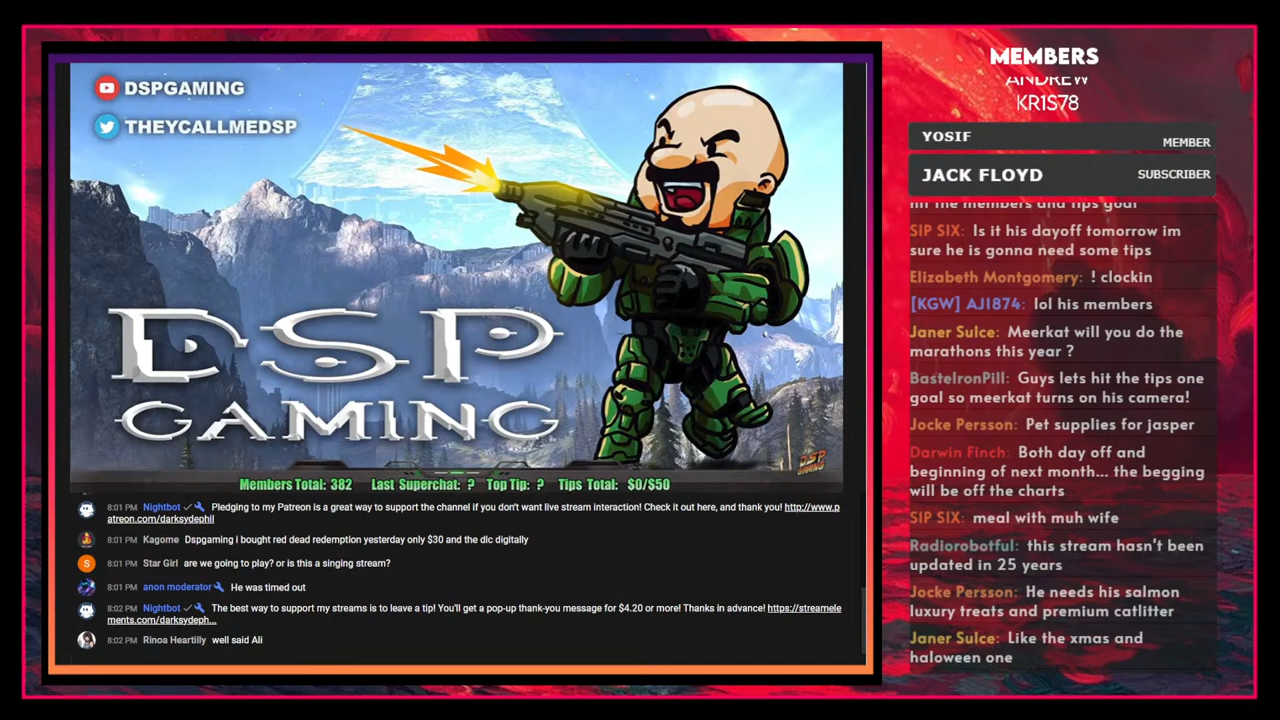 DSPGAMING
THEYCALLMEDSP
DSP
GAMING
DSP
GAMING
Members Total: 382 Last Superchat: ? Top Tip: ? Tips Total: $0/$50
8:01 PM Nightbot Pledging to my Patreon is a great way to support the channel if you don't want live stream interaction! Check it out here, and thank you! http://www.p
atreon.com/darksydephil
8:01 PM Kagome Dspgaming i bought red dead redemption yesterday only $30 and the dlc digitally
S
8:01 PM Star Girl are we going to play? or is this a singing stream?
8:01 PM anon moderator He was timed out
8:02 PM Nightbot The best way to support my streams is to leave a tip! You'll get a pop-up thank-you message for $4.20 or more! Thanks in advance! https://streamele
ments.com/darksydeph...
8:02 PM Rinoa Heartilly well said Ali
MEMBERS
ANDREW
KR1S78
YOSIF MEMBER
JACK FLOYD SUBSCRIBER
hit the members and tips goal
SIP SIX: Is it his dayoff tomorrow im
sure he is gonna need some tips
Elizabeth Montgomery: ! clockin
[KGW] AJ1874: lol his members
Janer Sulce: Meerkat will you do the
marathons this year ?
BasteIronPill: Guys lets hit the tips one
goal so meerkat turns on his camera!
Jocke Persson: Pet supplies for jasper
Darwin Finch: Both day off and
beginning of next month... the begging
will be off the charts
SIP SIX: meal with muh wife
Radiorobotful: this stream hasn't been
updated in 25 years
Jocke Persson: He needs his salmon
luxury treats and premium catlitter
Janer Sulce: Like the xmas and
haloween one